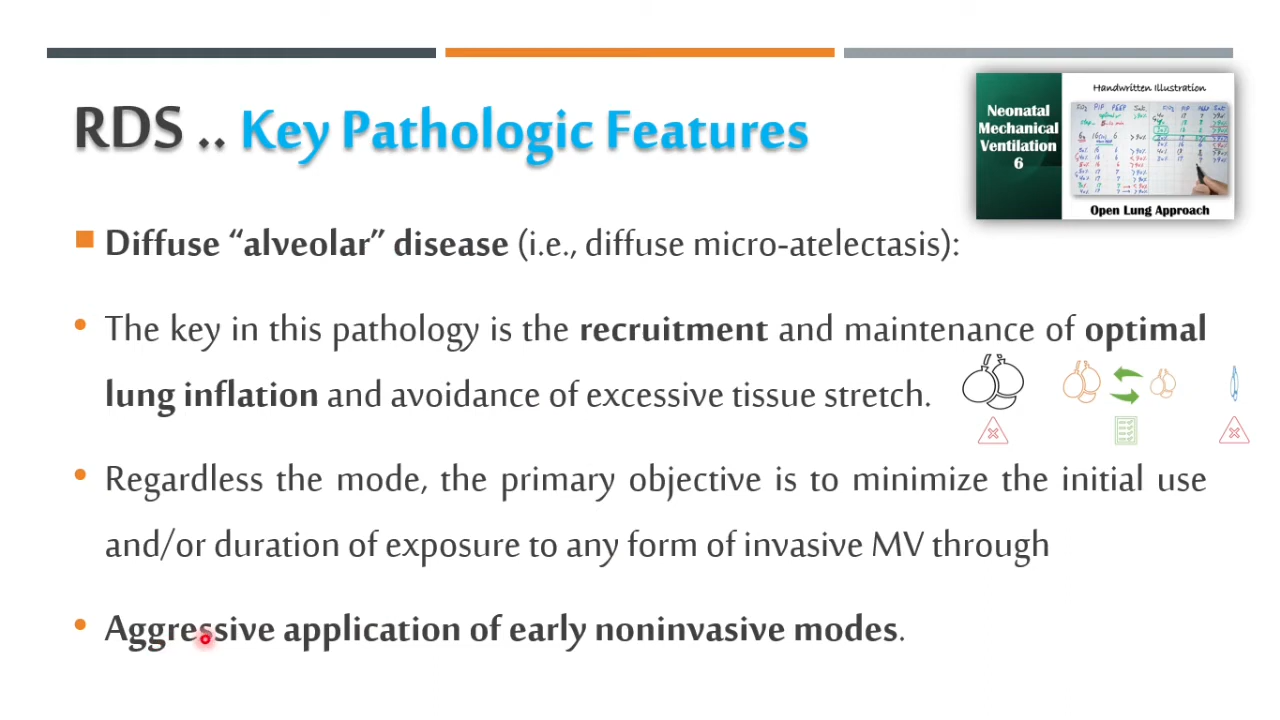 RDS .. Key Pathologic Features
Handwritten Illustration
Neonatal
Mechanical
Ventilation
6
Open Lung Approach
Diffuse “alveolar” disease (i.e., diffuse micro-atelectasis):
The key in this pathology is the recruitment and maintenance of optimal
lung inflation and avoidance of excessive tissue stretch.
Regardless the mode, the primary objective is to minimize the initial use
and/or duration of exposure to any form of invasive MV through
Aggressive application of early noninvasive modes.